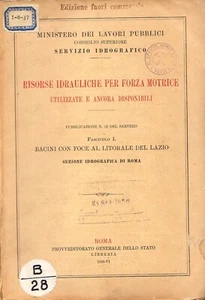 Edizione fuori comme
MINISTERO DEI LAVORI PUBBLICI
CONSIGLIO SUPERIORE
SERVIZIO IDROGRAFICO
RISORSE IDRAULICHE PER FORZA MOTRICE
UTILIZZATE E ANCORA DISPONIBILI
PUBBLICAZIONE N. DEL SERVIZIO
FASCICOLO I.
BACINI CON FOCE AL LITORALE DEL LAZIO
SEZIONE IDROGRAFICA DI ROMA
ROMA
PROVVEDITORATO GENERALE DELLO STATO
LIBRERIA
B
28